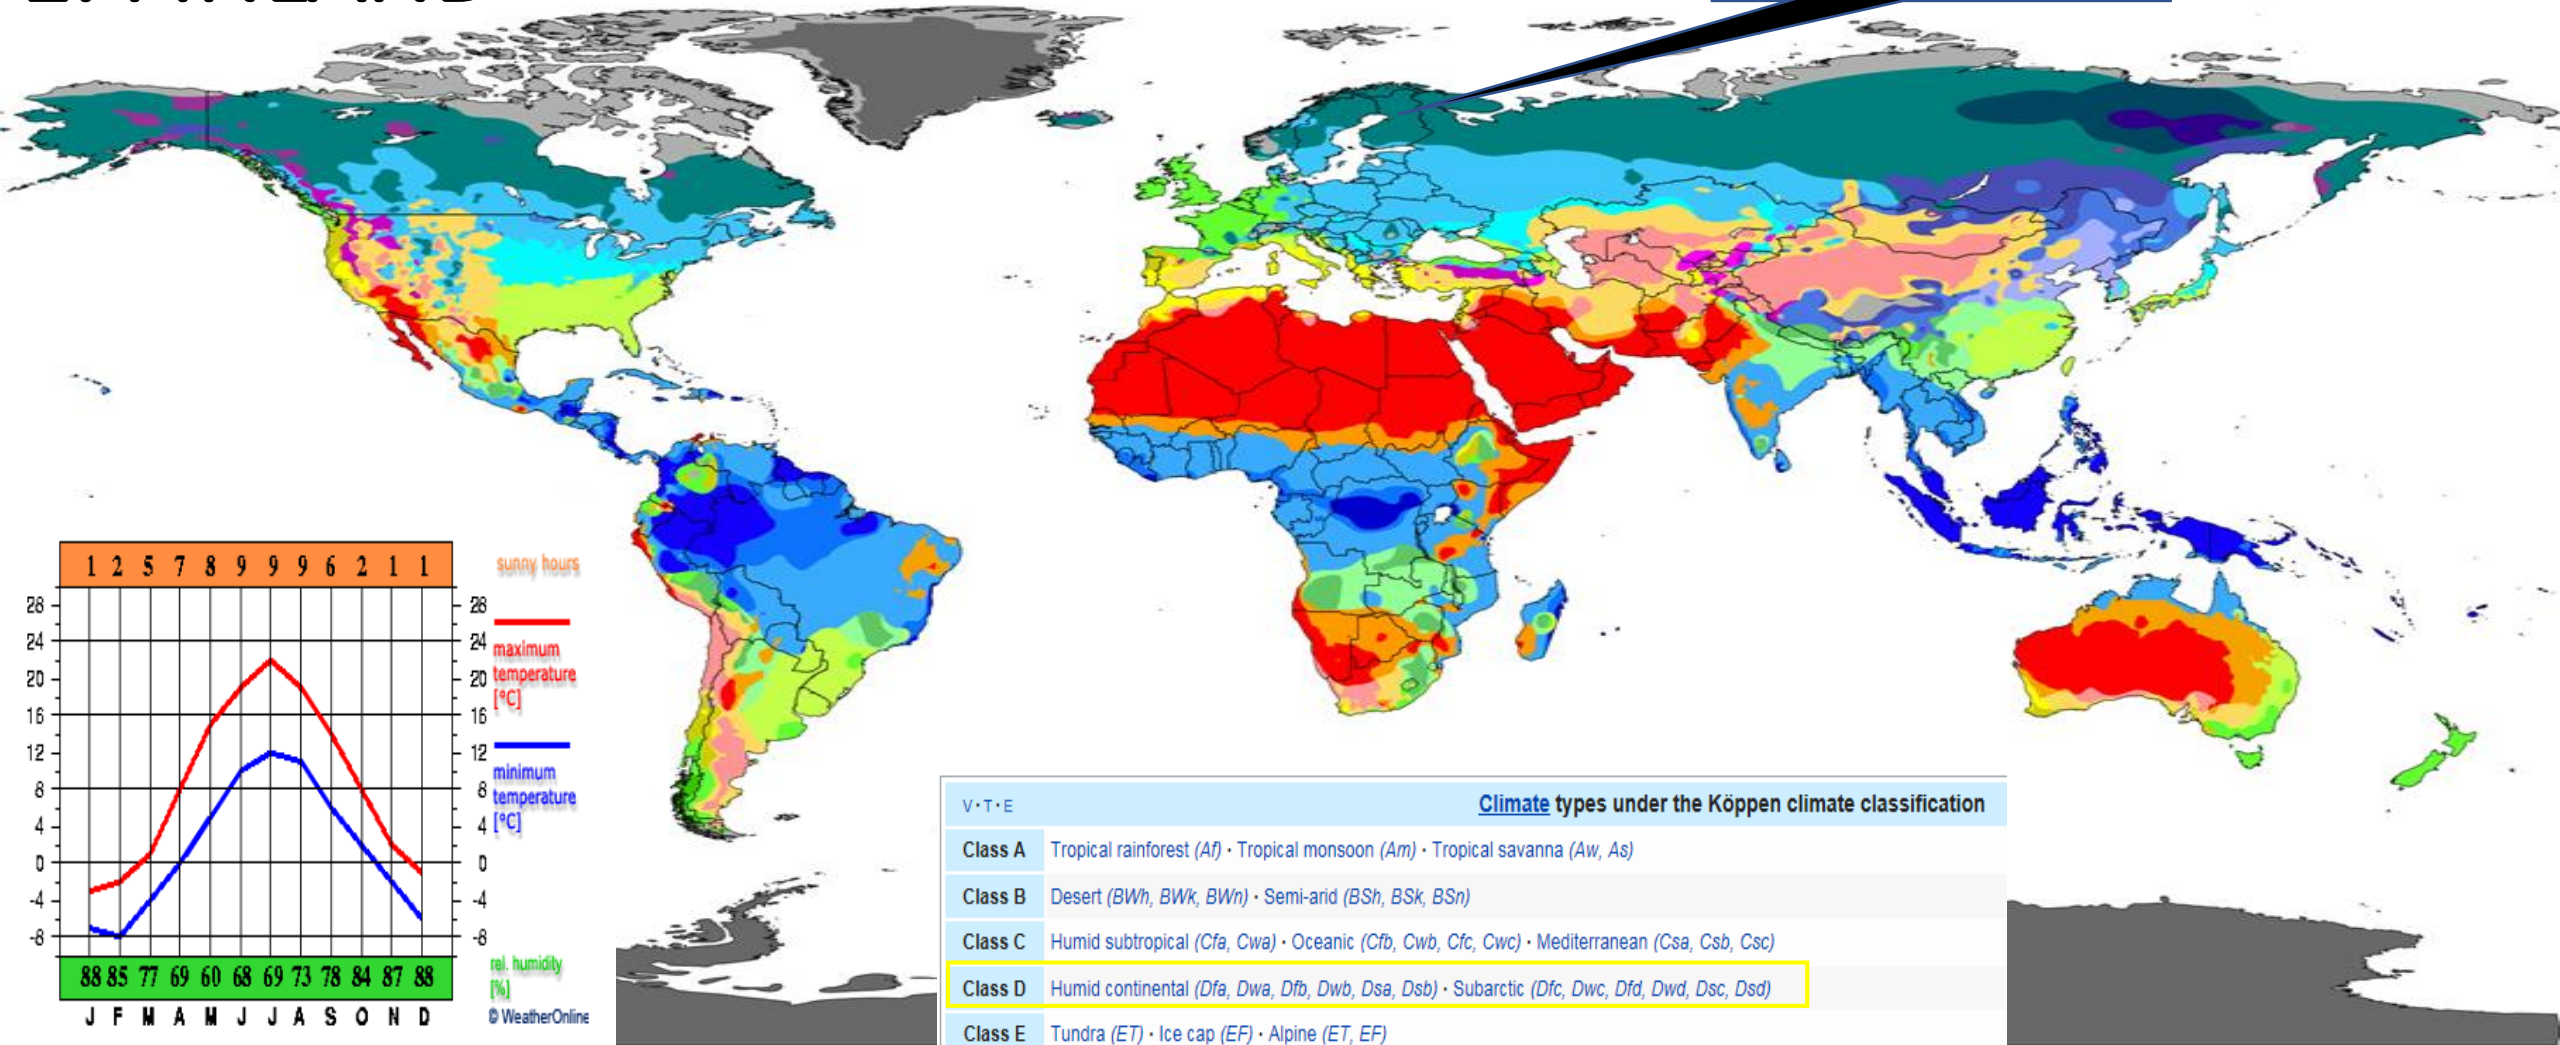 1 2 5 7 8 9 9 9 6 2 1 1
sunny hours
28
24
20
16
12
8
4
0
-4
-8
28
24
20
16
12
8
4
0
-4
-8
maximum
temperature
[°C]
minimum
temperature
[°C]
rel. humidity
[%]
88 85 77 69 60 68 69 73 78 84 87 88
J F M A M J J A S O N D
© WeatherOnline
V·T·E Climate types under the Köppen climate classification
Class A Tropical rainforest (Af) · Tropical monsoon (Am) · Tropical savanna (Aw, As)
Class B Desert (BWh, BWk, BWn) · Semi-arid (BSh, BSk, BSn)
Class C Humid subtropical (Cfa, Cwa) · Oceanic (Cfb, Cwb, Cfc, Cwc) · Mediterranean (Csa, Csb, Csc)
Class D Humid continental (Dfa, Dwa, Dfb, Dwb, Dsa, Dsb) · Subarctic (Dfc, Dwc, Dfd, Dwd, Dsc, Dsd)
Class E Tundra (ET) · Ice cap (EF) · Alpine (ET, EF)